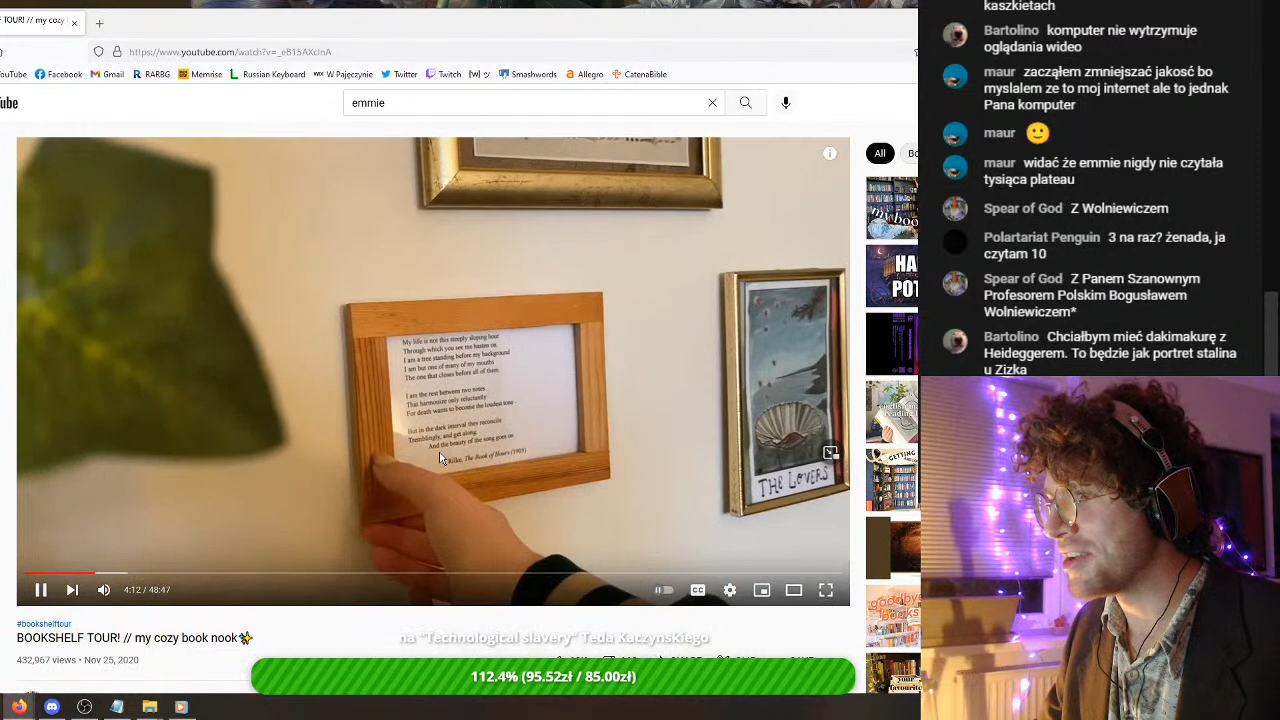 F TOUR! // my cozy
https://www.youtube.com/watch?v=_eB15AXcInA
YouTube Facebook Gmail RARBG Memrise Russian Keyboard W Pajęczynie Twitter Twitch [W] ッ Smashwords Allegro CatenaBible
emmie
All
My life is not this steeply sloping hour
Through which you see me hasten on.
I am a tree standing before my background
I am but one of many of my mouths
The one that closes before all of them.
I am the rest between two notes
That harmonize only reluctantly
For death wants to become the loudest tone -
But in the dark interval they reconcile
Tremblingly, and get along.
And the beauty of the song goes on
Rilke, The Book of Hours (1905)
THE LOVERS
4:12 / 48:47
#bookshelftour
BOOKSHELF TOUR! // my cozy book nook✨
432,967 views • Nov 25, 2020
na "Technological slavery" Teda Kaczynskiego
112.4% (95.52zł / 85.00zł)
kaszkietach
Bartolino komputer nie wytrzymuje
oglądania wideo
maur zacząłem zmniejszać jakosć bo
myslalem ze to moj internet ale to jednak
Pana komputer
maur 🙂
maur widać że emmie nigdy nie czytała
tysiąca plateau
Spear of God Z Wolniewiczem
Polartariat Penguin 3 na raz? żenada, ja
czytam 10
Spear of God Z Panem Szanownym
Profesorem Polskim Bogusławem
Wolniewiczem*
Bartolino Chciałbym mieć dakimakurę z
Heideggerem. To będzie jak portret stalina
u Zizka